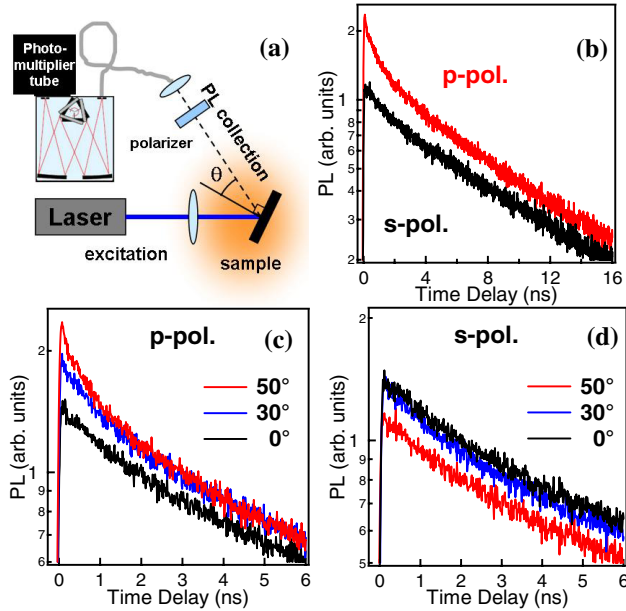 (a)
Photo-
multiplier
tube
PL collection
polarizer
θ
Laser
excitation
sample
(b)
p-pol.
s-pol.
PL (arb. units)
2
1
9
8
7
6
5
4
3
2
0 4 8 12 16
Time Delay (ns)
(c)
p-pol.
50°
30°
0°
PL (arb. units)
2
1
9
8
7
6
0 1 2 3 4 5 6
Time Delay (ns)
(d)
s-pol.
50°
30°
0°
PL (arb. units)
2
1
9
8
7
6
5
0 1 2 3 4 5 6
Time Delay (ns)